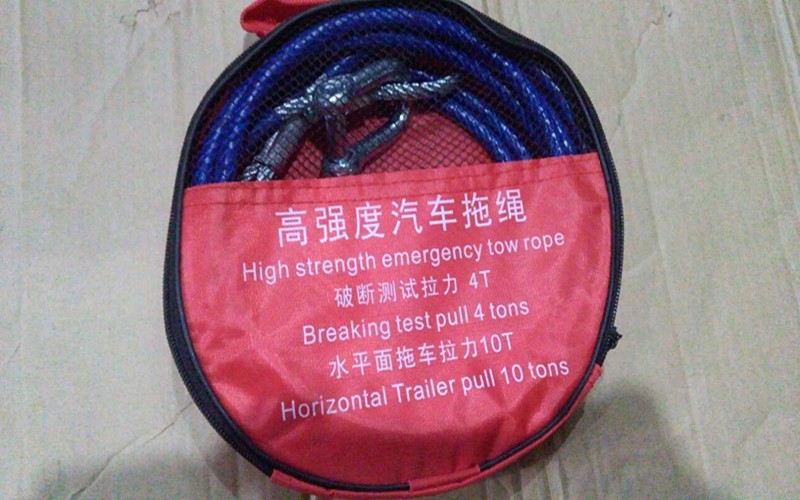 高强度汽车拖绳
High strength emergency tow rope
破断测试拉力 4T
Breaking test pull 4 tons
水平面拖车拉力10T
Horizontal Trailer pull 10 tons